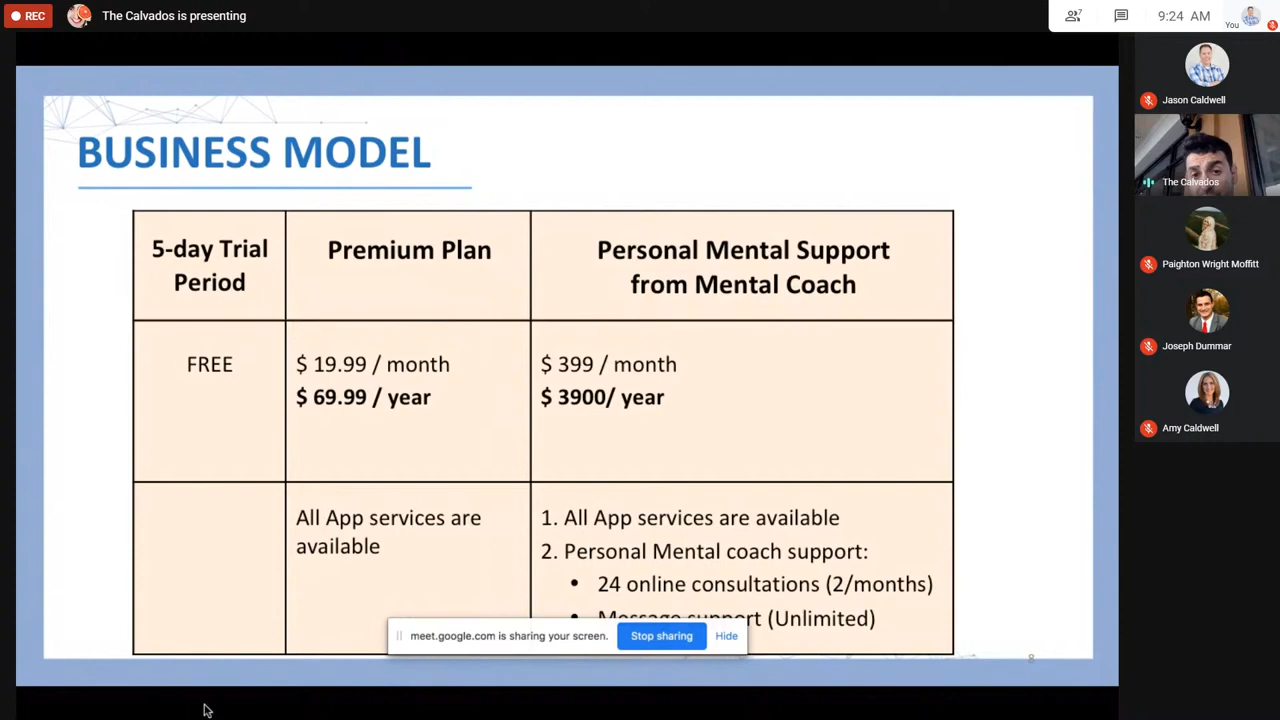 REC
The Calvados is presenting
7
9:24 AM
You
BUSINESS MODEL
5-day Trial
Period
Premium Plan
Personal Mental Support
from Mental Coach
FREE
$ 19.99 / month
$ 69.99 / year
$ 399 / month
$ 3900/ year
All App services are
available
1. All App services are available
2. Personal Mental coach support:
• 24 online consultations (2/months)
• Message support (Unlimited)
meet.google.com is sharing your screen.
Stop sharing
Hide
8
Jason Caldwell
The Calvados
Paighton Wright Moffitt
Joseph Dummar
Amy Caldwell